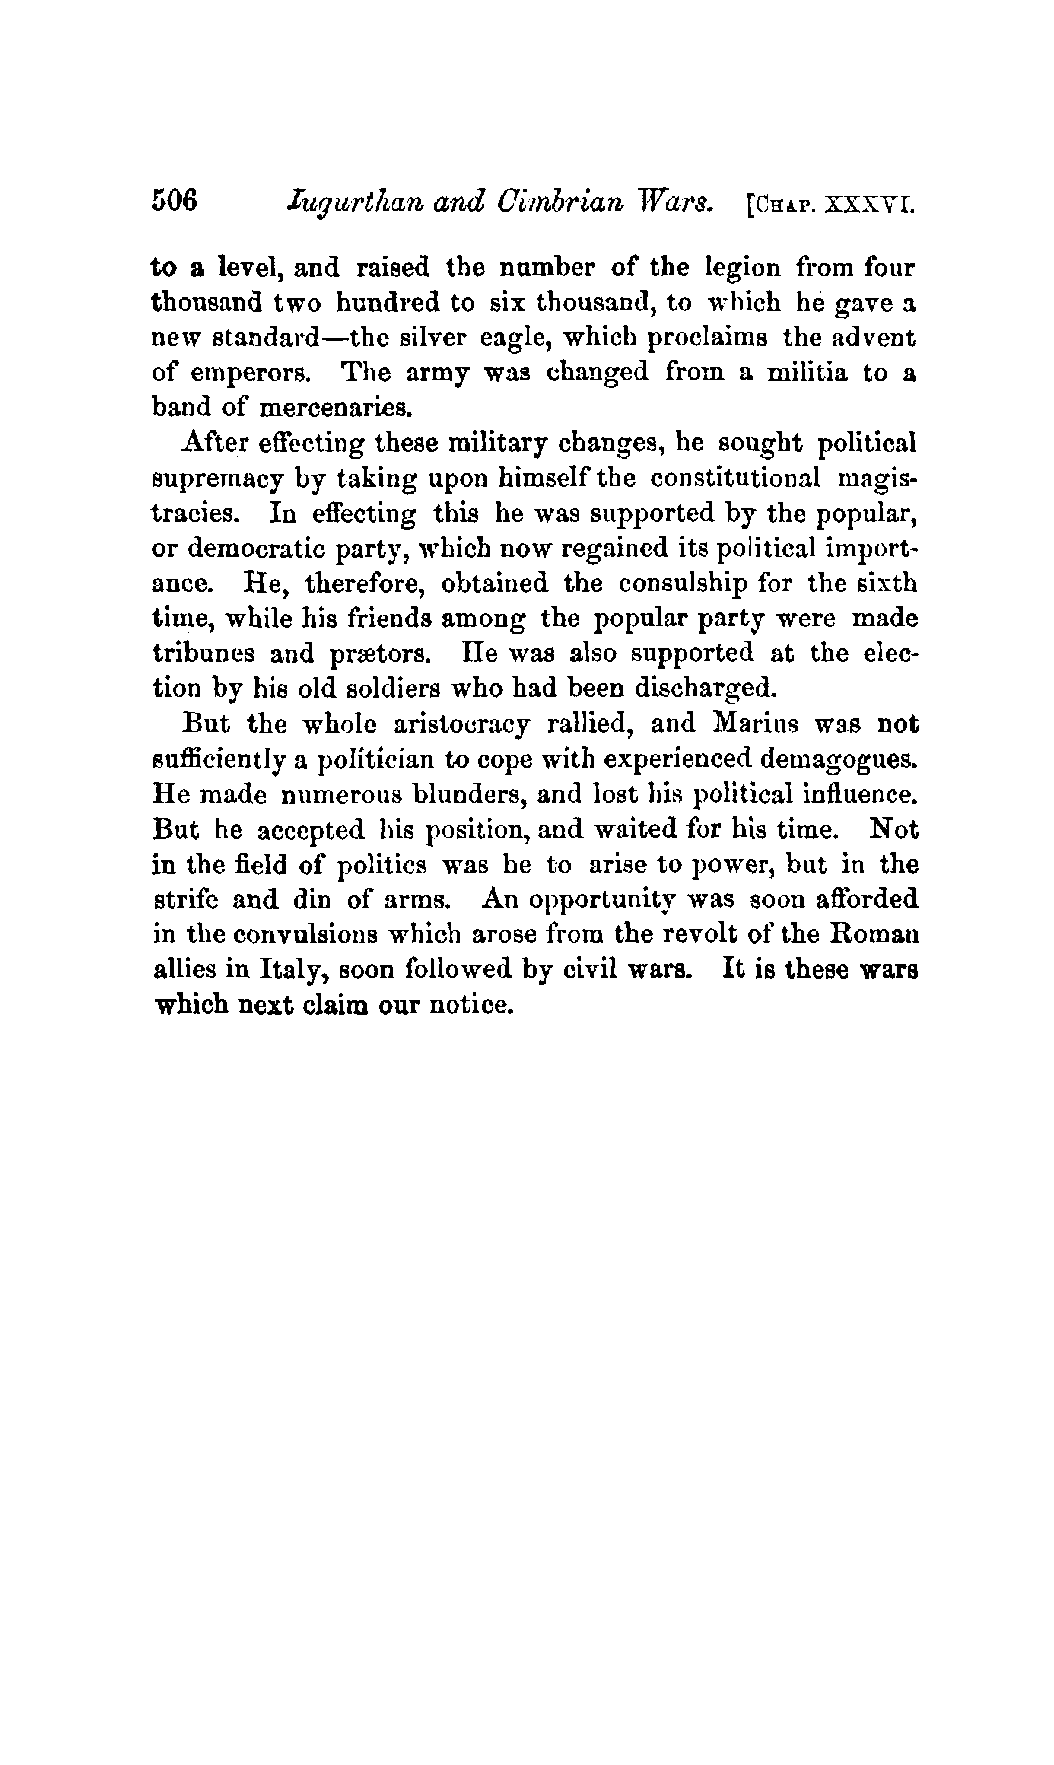 506 Iugurthan and Cimbrian Wars. [CHAP. XXXVI.
to a level, and raised the number of the legion from four
thousand two hundred to six thousand, to which he gave a
new standard—the silver eagle, which proclaims the advent
of emperors. The army was changed from a militia to a
band of mercenaries.
After effecting these military changes, he sought political
supremacy by taking upon himself the constitutional magis-
tracies. In effecting this he was supported by the popular,
or democratic party, which now regained its political import-
ance. He, therefore, obtained the consulship for the sixth
time, while his friends among the popular party were made
tribunes and prætors. He was also supported at the elec-
tion by his old soldiers who had been discharged.
But the whole aristocracy rallied, and Marius was not
sufficiently a politician to cope with experienced demagogues.
He made numerous blunders, and lost his political influence.
But he accepted his position, and waited for his time. Not
in the field of politics was he to arise to power, but in the
strife and din of arms. An opportunity was soon afforded
in the convulsions which arose from the revolt of the Roman
allies in Italy, soon followed by civil wars. It is these wars
which next claim our notice.